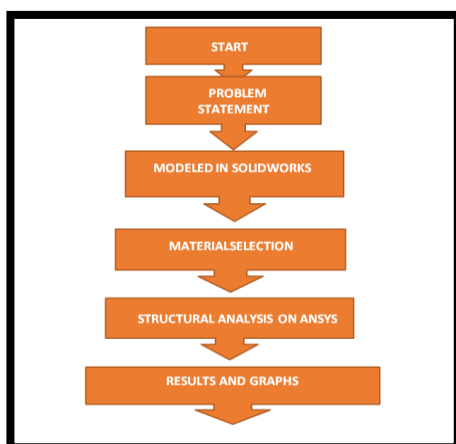 START
PROBLEM
STATEMENT
MODELED IN SOLIDWORKS
MATERIALSELECTION
STRUCTURAL ANALYSIS ON ANSYS
RESULTS AND GRAPHS